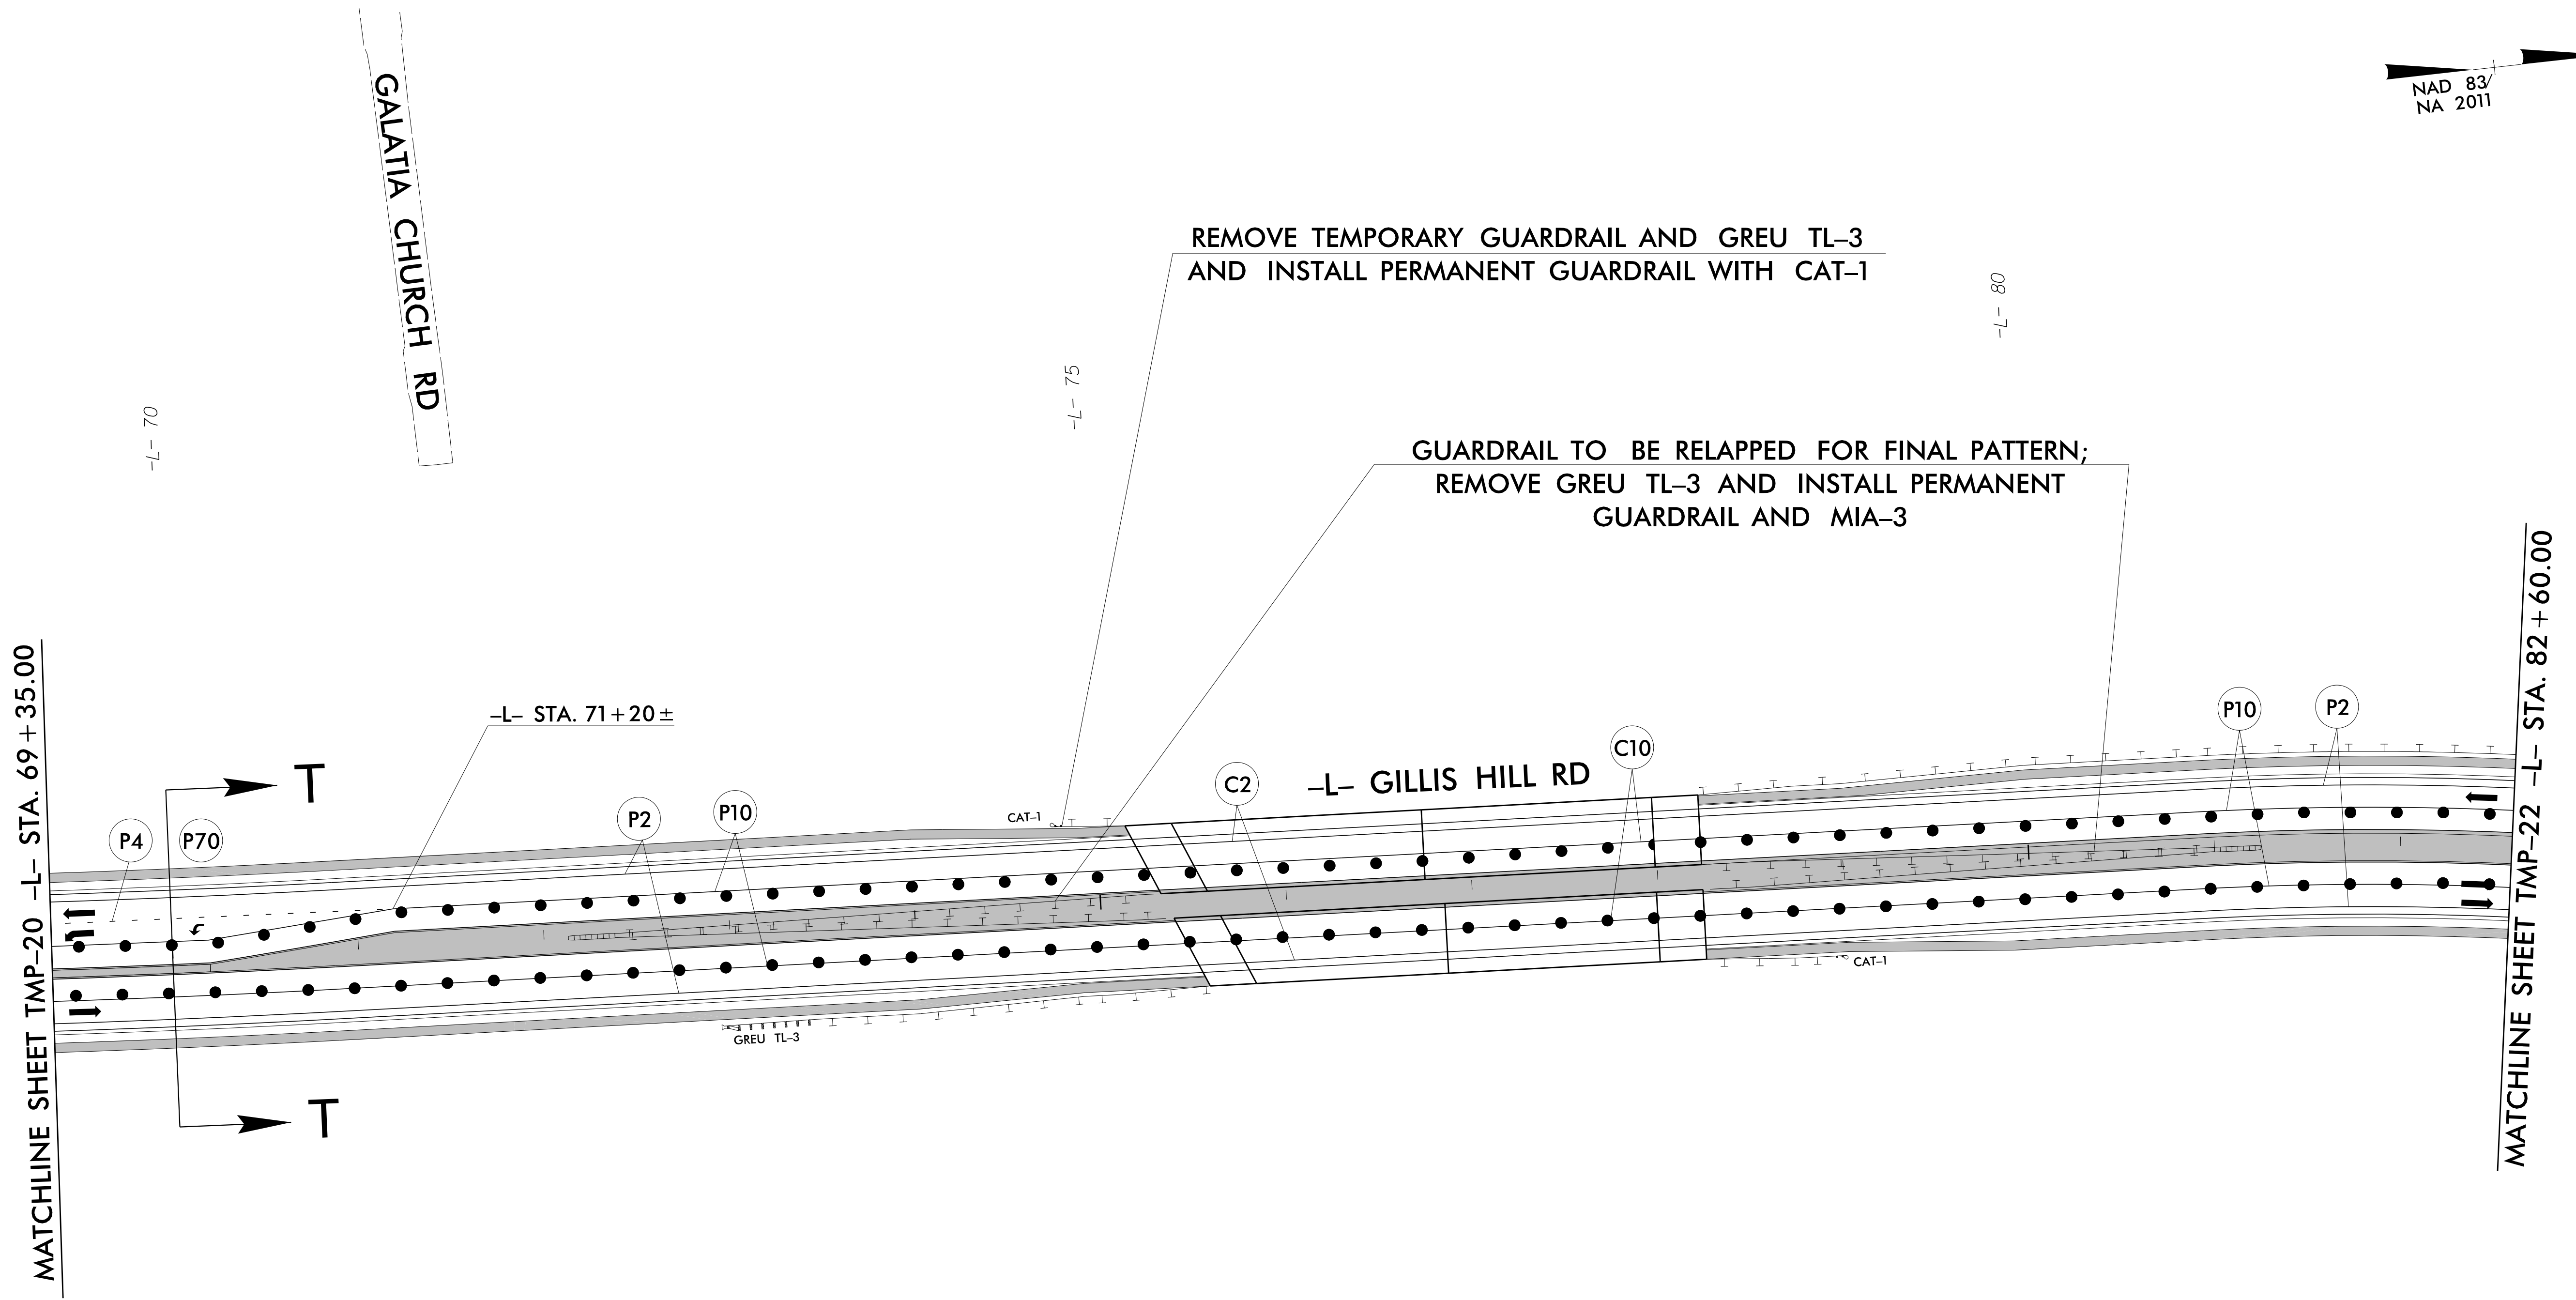 GALATIA CHURCH RD
NAD 83/
NA 2011
REMOVE TEMPORARY GUARDRAIL AND GREU TL–3
AND INSTALL PERMANENT GUARDRAIL WITH CAT–1
–L– 80
–L– 75
–L– 70
GUARDRAIL TO BE RELAPPED FOR FINAL PATTERN;
REMOVE GREU TL–3 AND INSTALL PERMANENT
GUARDRAIL AND MIA–3
MATCHLINE SHEET TMP–20 –L– STA. 69+35.00
MATCHLINE SHEET TMP–22 –L– STA. 82+60.00
–L– STA. 71+20±
P10
P2
C10
–L– GILLIS HILL RD
C2
T
P2
P10
CAT–1
P4
P70
CAT–1
GREU TL–3
T